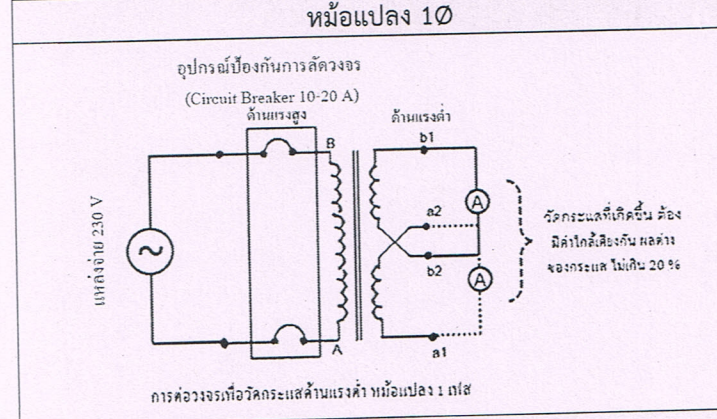 หม้อแปลง 1Ø
อุปกรณ์ป้องกันการลัดวงจร
(Circuit Breaker 10-20 A)
ด้านแรงสูง
ด้านแรงต่ำ
B
b1
A
a2
แหล่งจ่าย 230 V
วัดกระแสที่เกิดขึ้น ต้อง
มีค่าใกล้เคียงกัน ผลต่าง
ของกระแส ไม่เกิน 20 %
b2
A
A
a1
การต่อวงจรเพื่อวัดกระแสด้านแรงต่ำ หม้อแปลง 1 เฟส